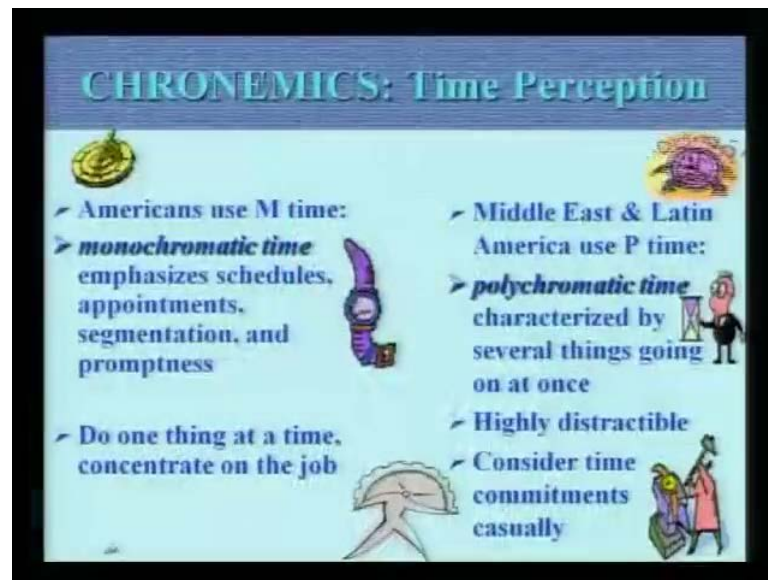 CHRONEMICS: Time Perception
Americans use M time:
monochromatic time
emphasizes schedules,
appointments,
segmentation, and
promptness
Do one thing at a time,
concentrate on the job
Middle East & Latin
America use P time:
polychromatic time
characterized by
several things going
on at once
Highly distractible
Consider time
commitments
casually